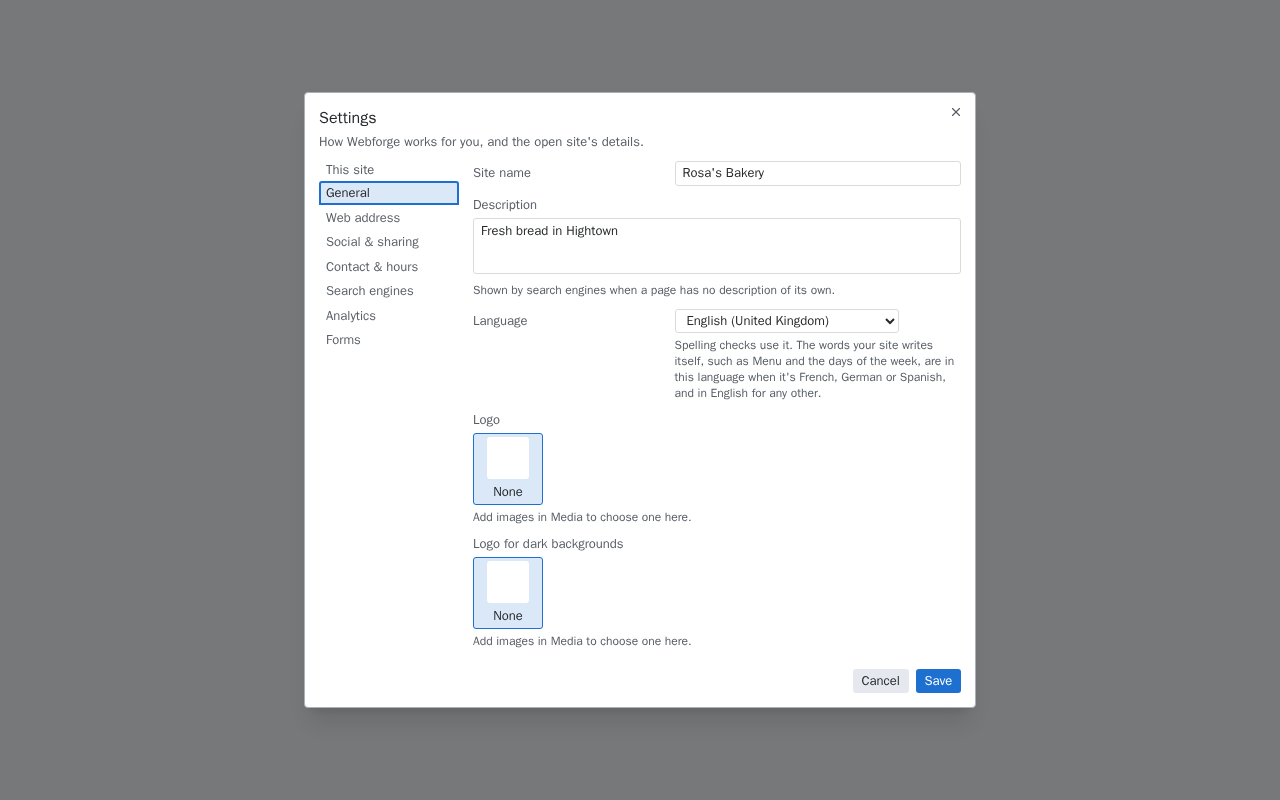 Settings
×
How Webforge works for you, and the open site's details.
This site
General
Web address
Social & sharing
Contact & hours
Search engines
Analytics
Forms
Site name
Rosa's Bakery
Description
Fresh bread in Hightown
Shown by search engines when a page has no description of its own.
Language
English (United Kingdom)
Spelling checks use it. The words your site writes
itself, such as Menu and the days of the week, are in
this language when it's French, German or Spanish,
and in English for any other.
Logo
None
Add images in Media to choose one here.
Logo for dark backgrounds
None
Add images in Media to choose one here.
Cancel
Save